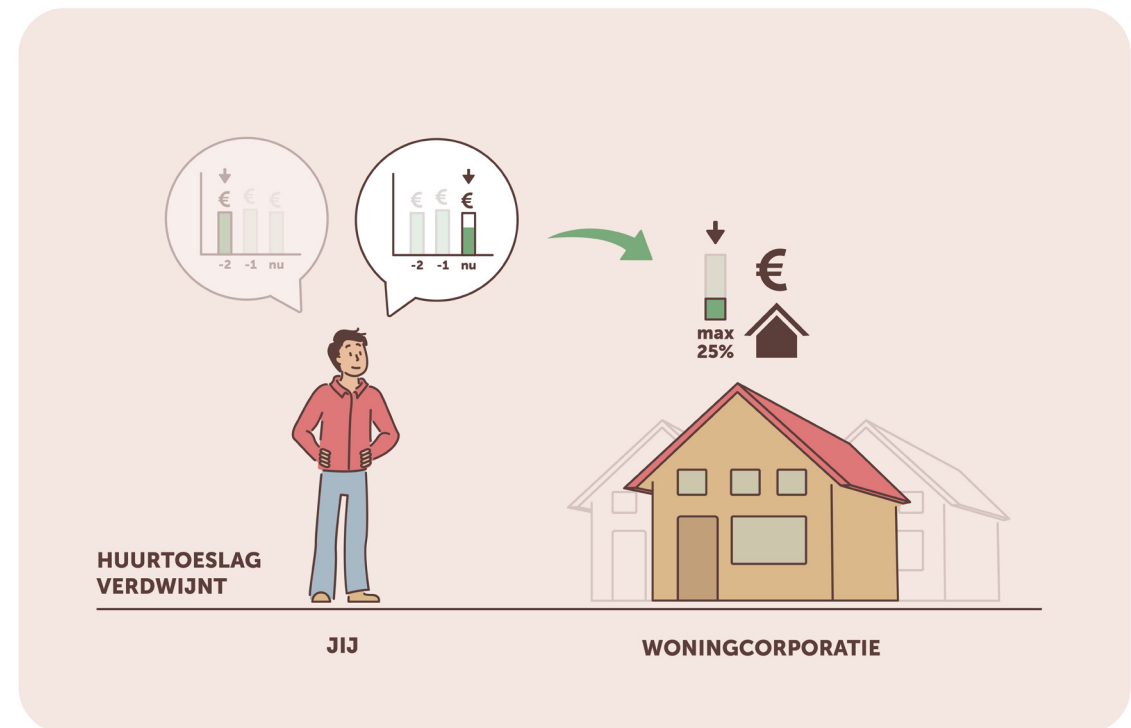 € € €
-2 -1 nu
€ € €
-2 -1 nu
€
max
25%
HUURTOESLAG
VERDWIJNT
JIJ
WONINGCORPORATIE